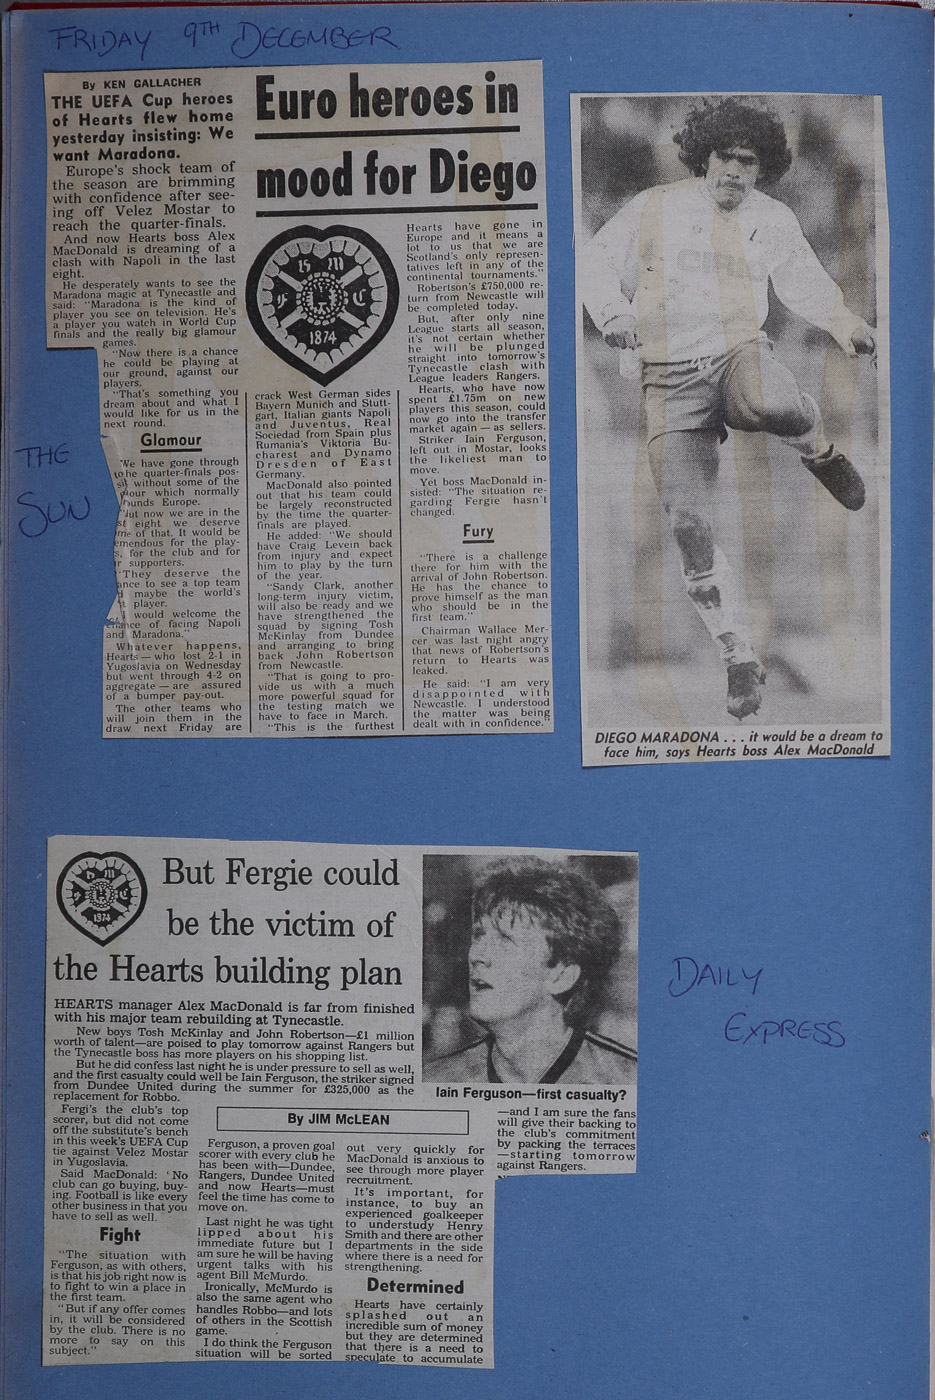 FRIDAY 9TH DECEMBER
By KEN GALLACHER
THE UEFA Cup heroes
of Hearts flew home
yesterday insisting: We
want Maradona.
Europe's shock team of
the season are brimming
with confidence after see-
ing off Velez Mostar to
reach the quarter-finals.
And now Hearts boss Alex
MacDonald is dreaming of a
clash with Napoli in the last
eight.
He desperately wants to see the
Maradona magic at Tynecastle and
said: "Maradona is the kind of
player you see on television. He's
a player you watch in World Cup
finals and the really big glamour
games.
"Now there is a chance
he could be playing at
our ground, against our
players.
"That's something you
dream about and what I
would like for us in the
next round.
Glamour
"We have gone through
to he quarter-finals pos-
without some of the
our which normally
ounds Europe.
ut now we are in the
st eight we deserve
me of that. It would be
emendous for the play-
s, for the club and for
r supporters.
"They deserve the
nce to see a top team
d maybe the world's
t player.
would welcome the
chance of facing Napoli
and Maradona."
Whatever happens,
Hearts — who lost 2-1 in
Yugoslavia on Wednesday
but went through 4-2 on
aggregate — are assured
of a bumper pay-out.
The other teams who
will join them in the
draw next Friday are
Euro heroes in
mood for Diego
H M
F C
1874
crack West German sides
Bayern Munich and Stutt-
gart, Italian giants Napoli
and Juventus, Real
Sociedad from Spain plus
Rumania's Viktoria Bu-
charest and Dynamo
Dresden of East
Germany.
MacDonald also pointed
out that his team could
be largely reconstructed
by the time the quarter-
finals are played.
He added: "We should
have Craig Levein back
from injury and expect
him to play by the turn
of the year.
"Sandy Clark, another
long-term injury victim,
will also be ready and we
have strengthened the
squad by signing Tosh
McKinlay from Dundee
and arranging to bring
back John Robertson
from Newcastle.
"That is going to pro-
vide us with a much
more powerful squad for
the testing match we
have to face in March.
"This is the furthest
Hearts have gone in
Europe and it means a
lot to us that we are
Scotland's only represen-
tatives left in any of the
continental tournaments."
Robertson's £750,000 re-
turn from Newcastle will
be completed today.
But, after only nine
League starts all season,
it's not certain whether
he will be plunged
straight into tomorrow's
Tynecastle clash with
League leaders Rangers.
Hearts, who have now
spent £1.75m on new
players this season, could
now go into the transfer
market again — as sellers.
Striker Iain Ferguson,
left out in Mostar, looks
the likeliest man to
move.
Yet boss MacDonald in-
sisted: "The situation re-
garding Fergie hasn't
changed.
Fury
"There is a challenge
there for him with the
arrival of John Robertson.
He has the chance to
prove himself as the man
who should be in the
first team."
Chairman Wallace Mer-
cer was last night angry
that news of Robertson's
return to Hearts was
leaked.
He said: "I am very
disappointed with
Newcastle. I understood
the matter was being
dealt with in confidence."
THE
SUN
DIEGO MARADONA . . . it would be a dream to
face him, says Hearts boss Alex MacDonald
H M
1874
But Fergie could
be the victim of
the Hearts building plan
HEARTS manager Alex MacDonald is far from finished
with his major team rebuilding at Tynecastle.
New boys Tosh McKinlay and John Robertson—£1 million
worth of talent—are poised to play tomorrow against Rangers but
the Tynecastle boss has more players on his shopping list.
But he did confess last night he is under pressure to sell as well,
and the first casualty could well be Iain Ferguson, the striker signed
from Dundee United during the summer for £325,000 as the
replacement for Robbo.
Fergi's the club's top
scorer, but did not come
off the substitute's bench
in this week's UEFA Cup
tie against Velez Mostar
in Yugoslavia.
Said MacDonald: 'No
club can go buying, buy-
ing. Football is like every
other business in that you
have to sell as well.
Fight
"The situation with
Ferguson, as with others,
is that his job right now is
to fight to win a place in
the first team.
"But if any offer comes
in, it will be considered
by the club. There is no
more to say on this
subject."
By JIM McLEAN
Ferguson, a proven goal
scorer with every club he
has been with—Dundee,
Rangers, Dundee United
and now Hearts—must
feel the time has come to
move on.
Last night he was tight
lipped about his
immediate future but I
am sure he will be having
urgent talks with his
agent Bill McMurdo.
Ironically, McMurdo is
also the same agent who
handles Robbo—and lots
of others in the Scottish
game.
I do think the Ferguson
situation will be sorted
out very quickly for
MacDonald is anxious to
see through more player
recruitment.
It's important, for
instance, to buy an
experienced goalkeeper
to understudy Henry
Smith and there are other
departments in the side
where there is a need for
strengthening.
Determined
Hearts have certainly
splashed out an
incredible sum of money
but they are determined
that there is a need to
speculate to accumulate
Iain Ferguson—first casualty?
—and I am sure the fans
will give their backing to
the club's commitment
by packing the terraces
—starting tomorrow
against Rangers.
DAILY
EXPRESS